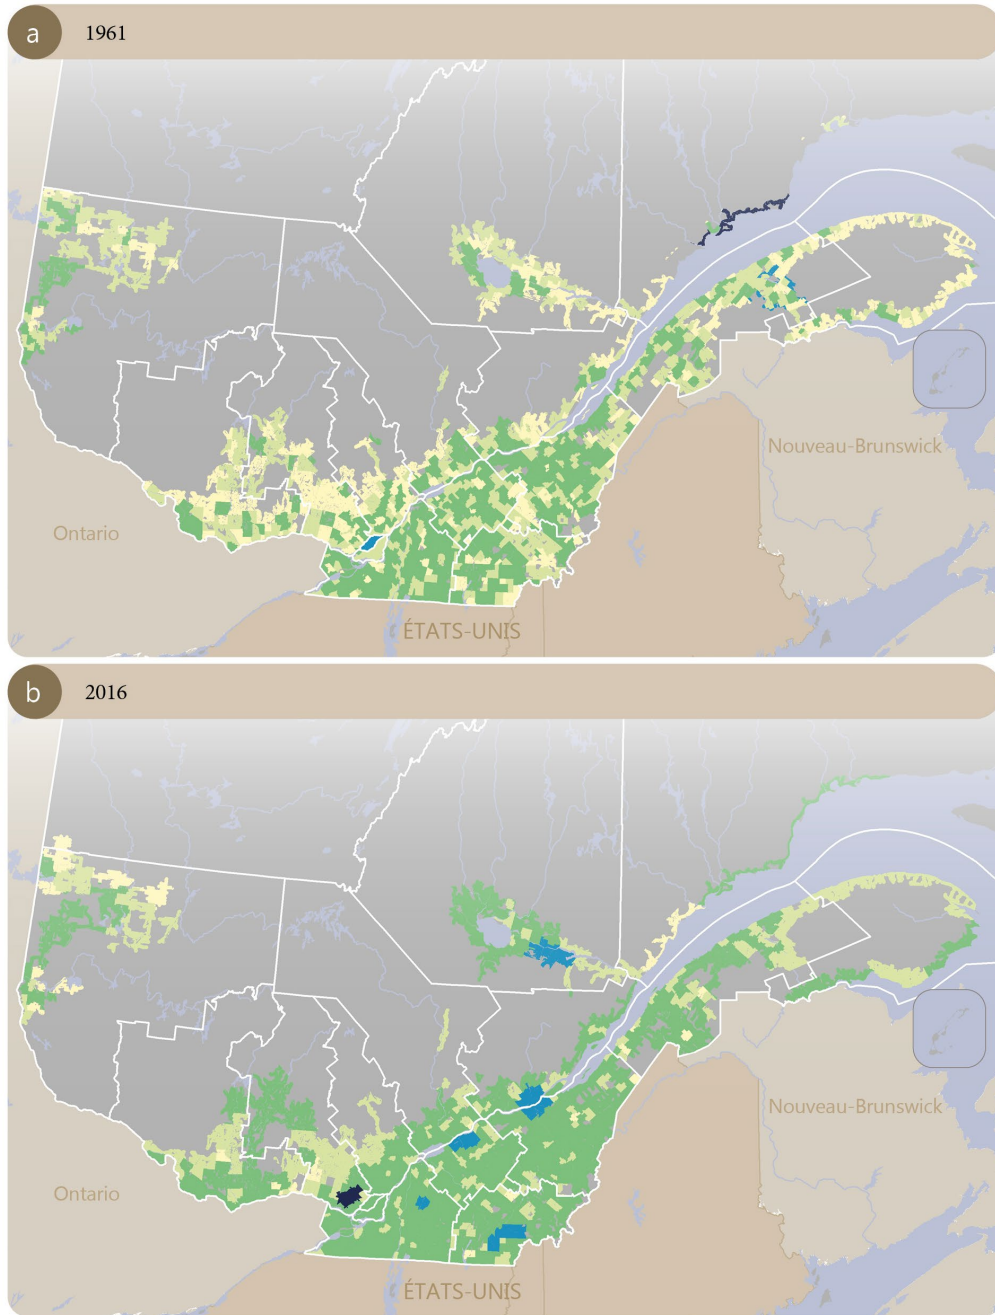 a
1961
Nouveau-Brunswick
Ontario
ÉTATS-UNIS
b
2016
Nouveau-Brunswick
Ontario
ÉTATS-UNIS